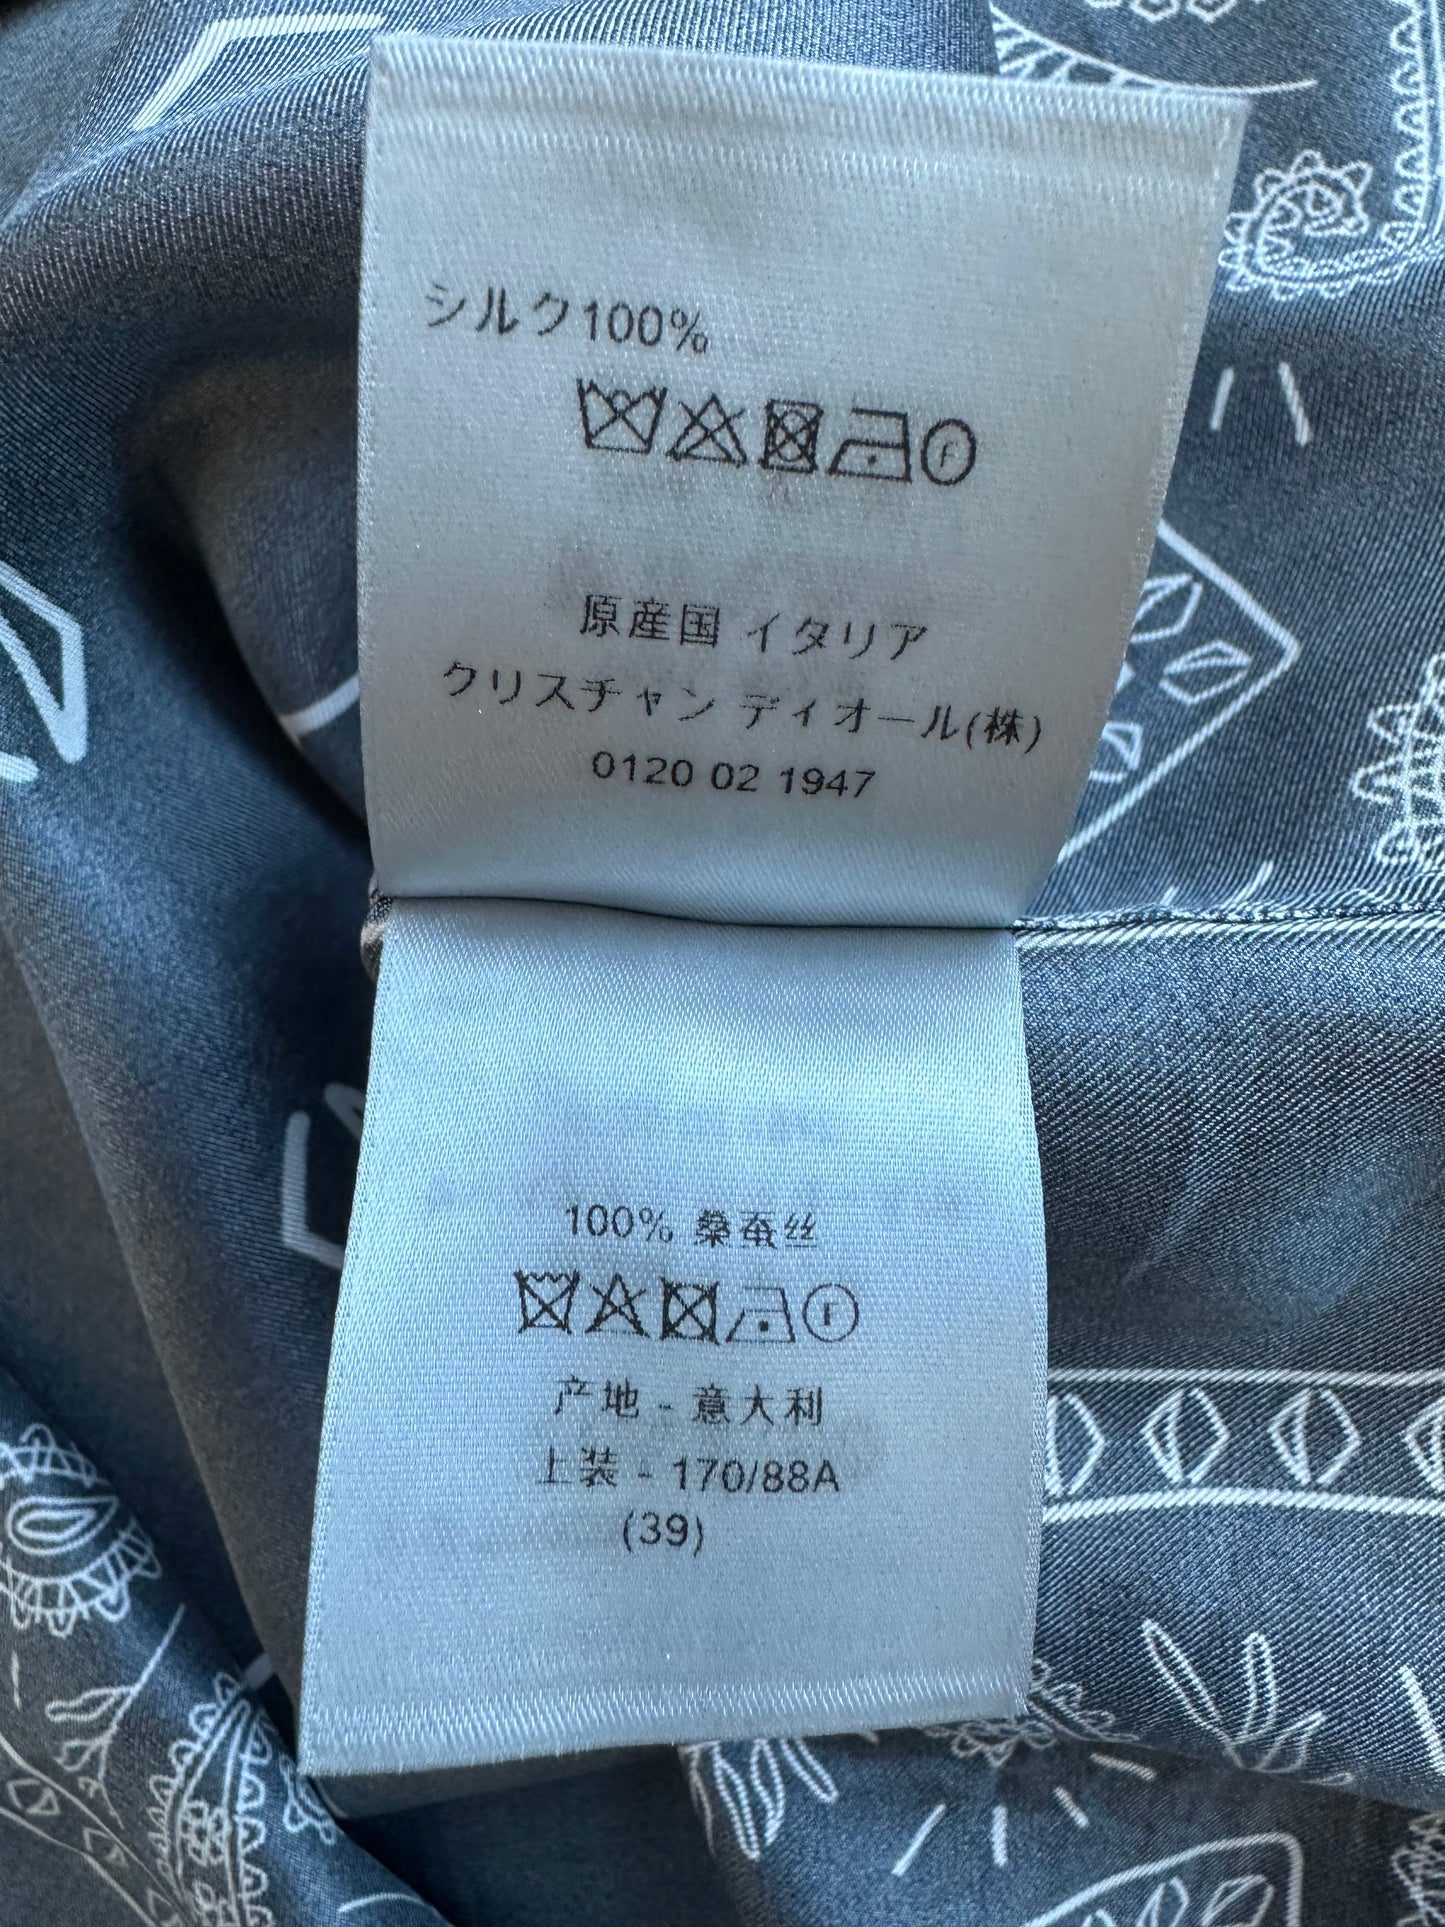 シルク100%
F
原産国 イタリア
クリスチャン ディオール(株)
0120 02 1947
100% 桑蚕丝
F
产地 - 意大利
上装 - 170/88A
(39)